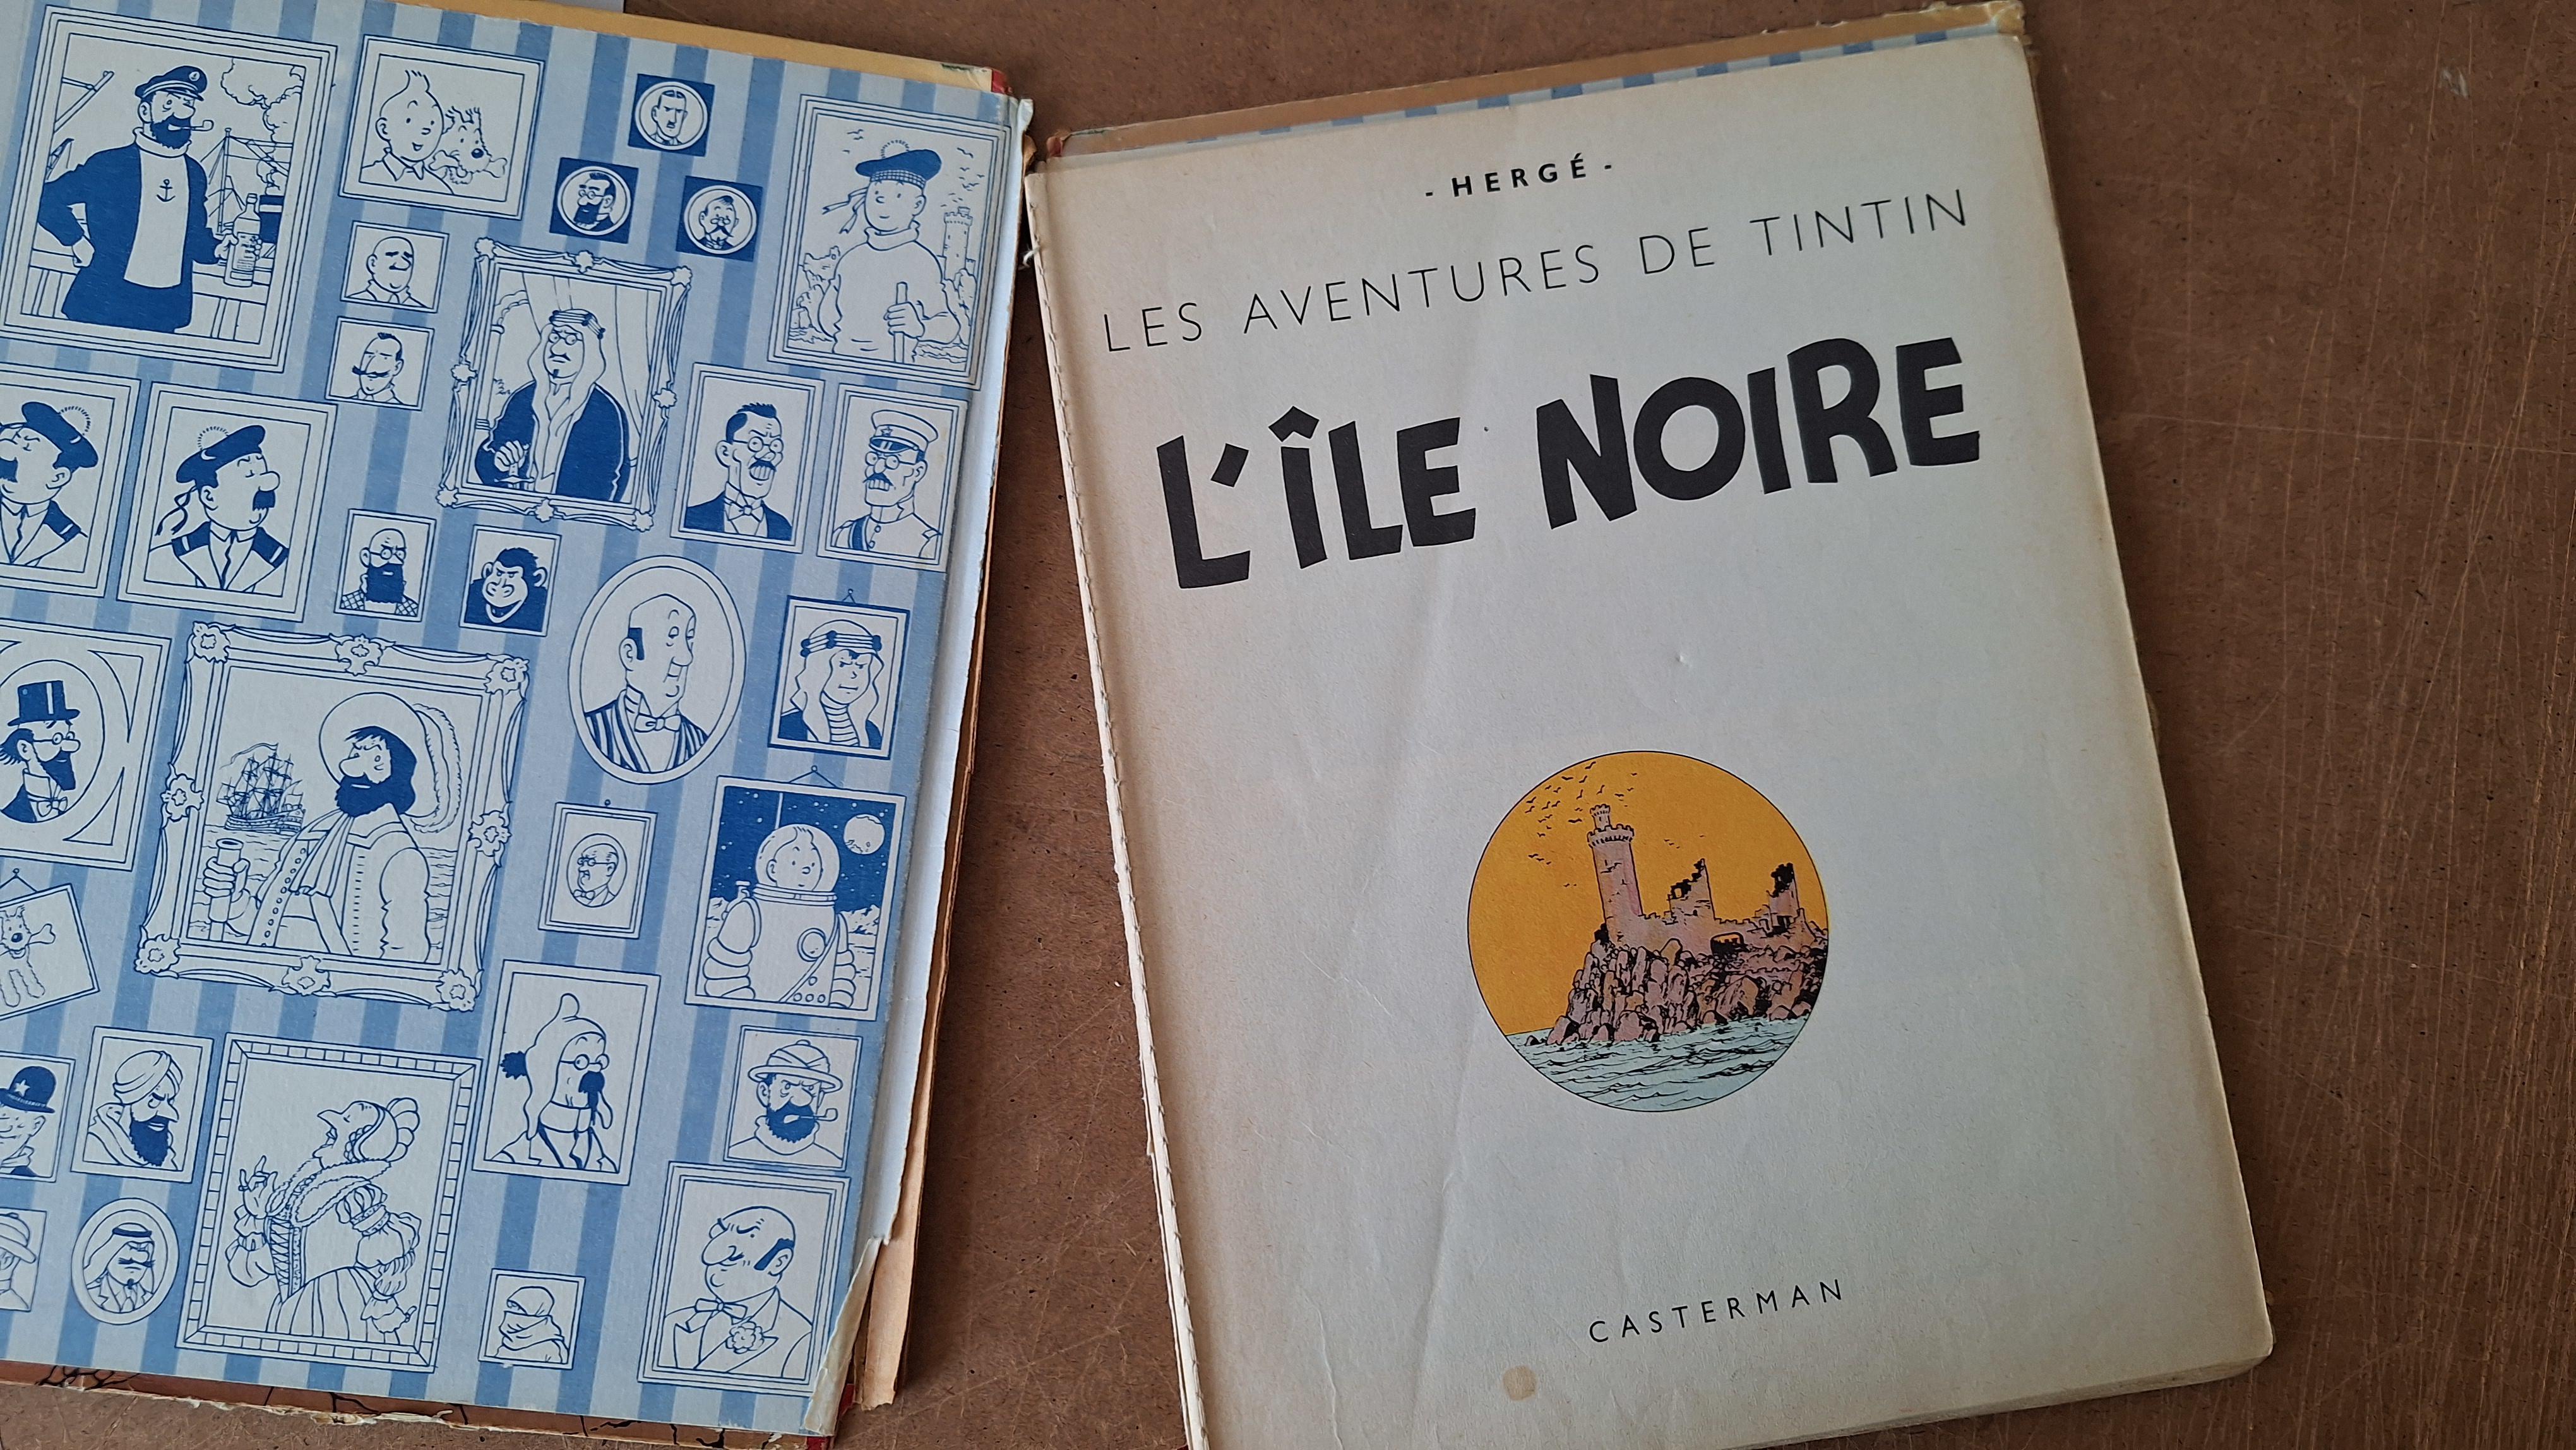 - HERGÉ -
LES AVENTURES DE TINTIN
L'ÎLE NOIRE
CASTERMAN